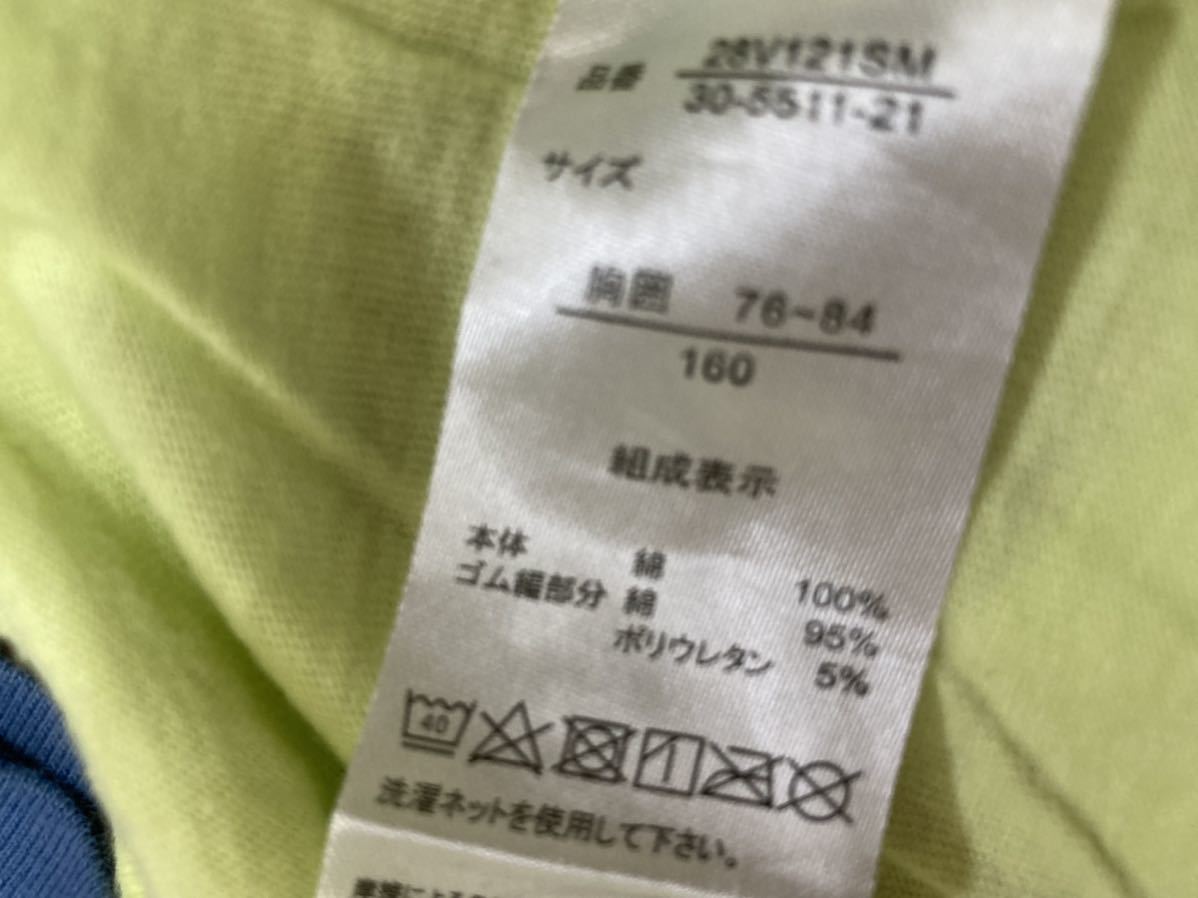 品番 28V121SM
30-5511-21
サイズ
胸囲 76-84
160
組成表示
本体 綿 100%
ゴム編部分 綿 95%
ポリウレタン 5%
40
洗濯ネットを使用して下さい。